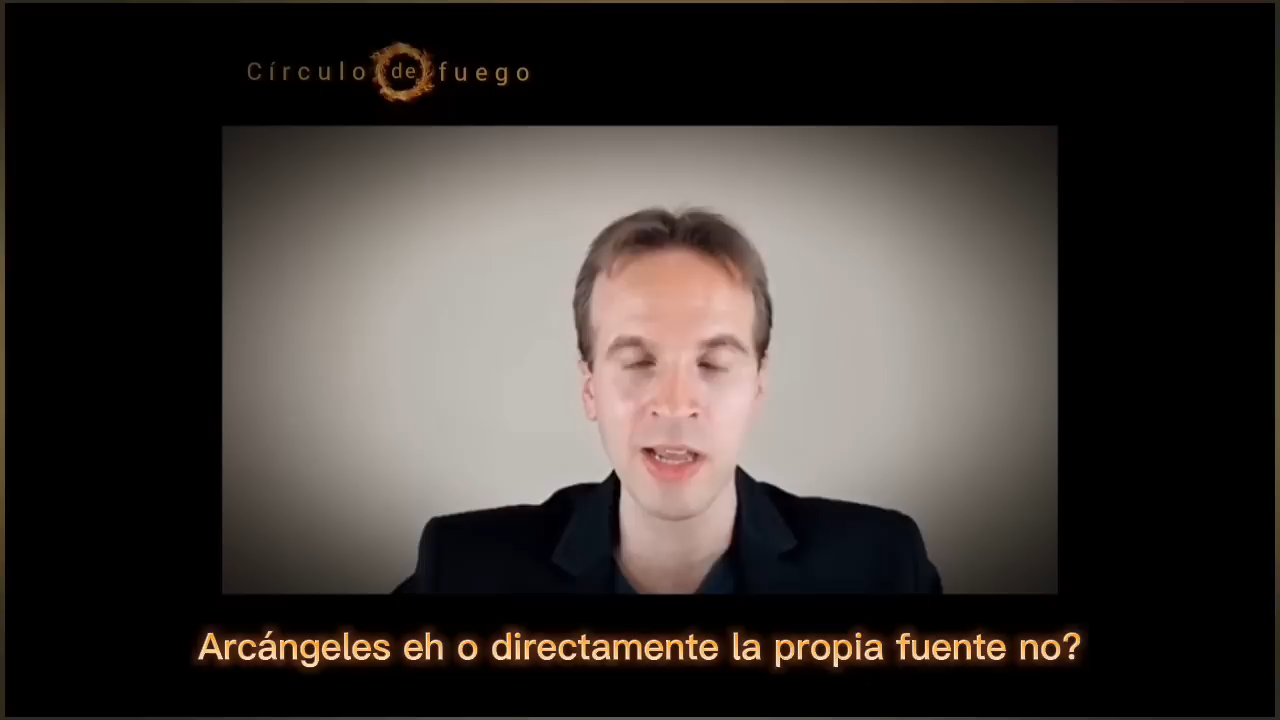 Círculo de fuego
Arcángeles eh o directamente la propia fuente no?